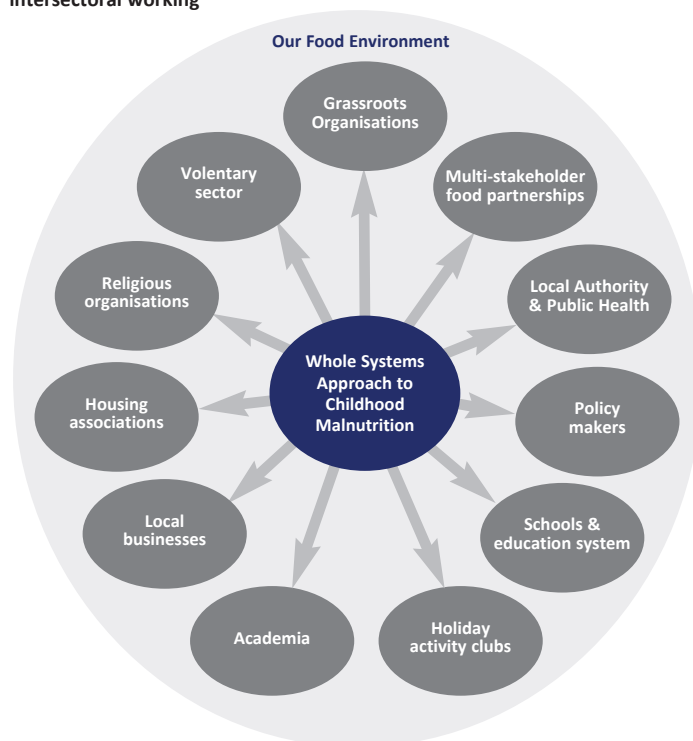 intersectoral working
Our Food Environment
Grassroots
Organisations
Volentary
sector
Multi-stakeholder
food partnerships
Religious
organisations
Local Authority
& Public Health
Whole Systems
Approach to
Childhood
Malnutrition
Housing
associations
Policy
makers
Local
businesses
Schools &
education system
Academia
Holiday
activity clubs